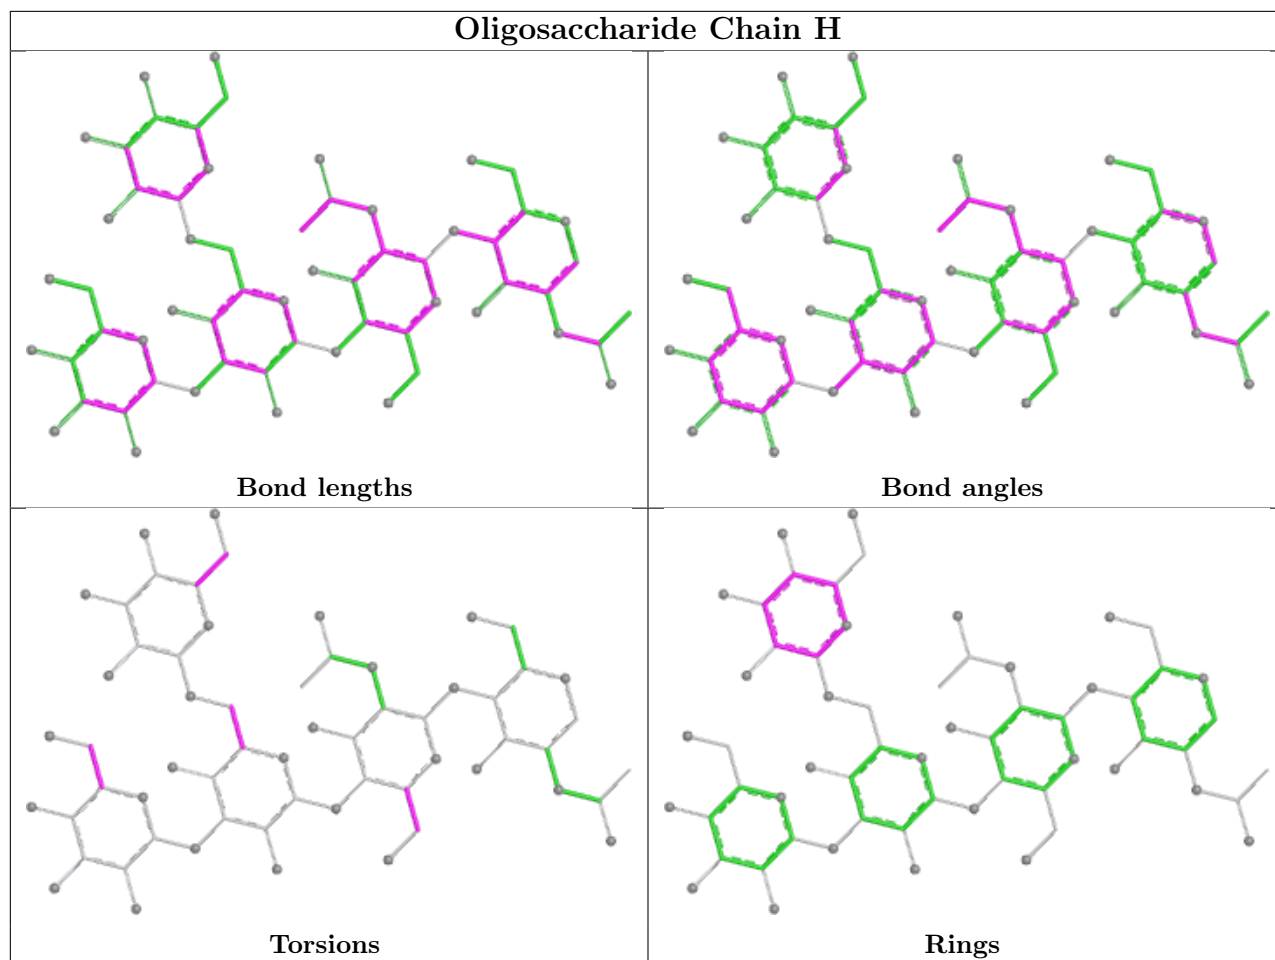 Oligosaccharide Chain H
Bond lengths
Bond angles
Torsions
Rings